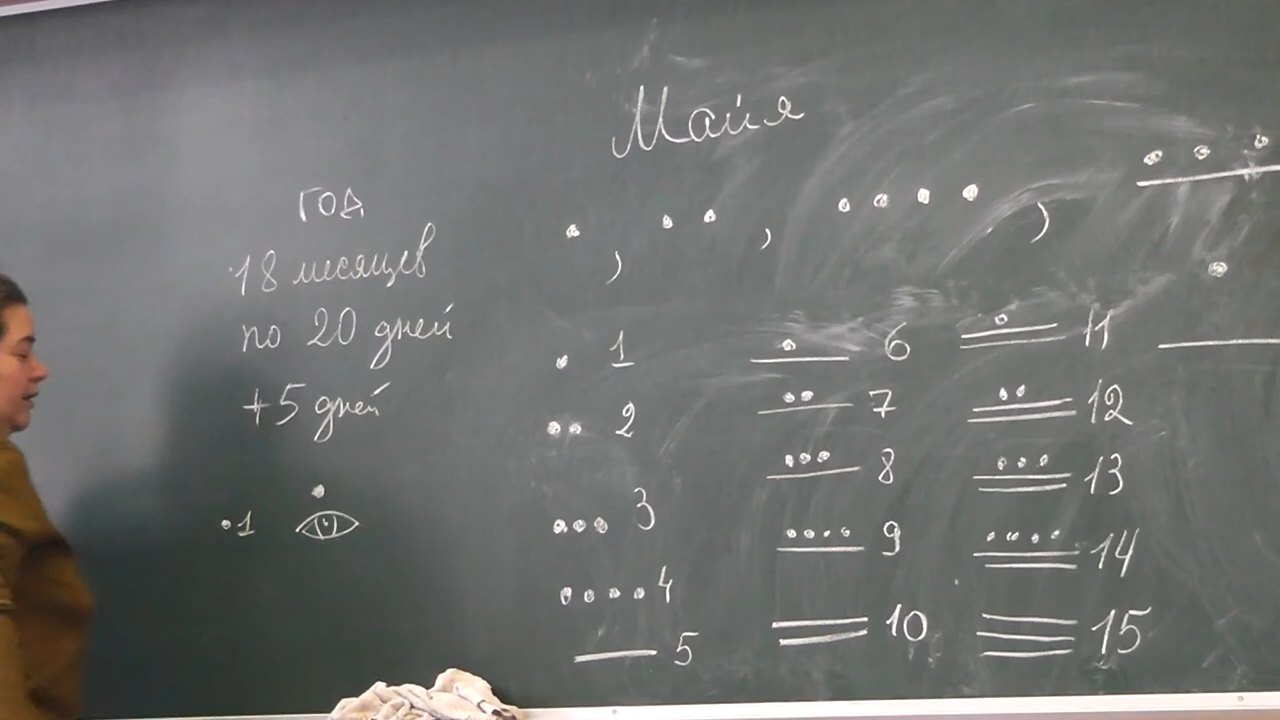 Майя
год
18 месяцев
по 20 дней
+5 дней
•1
• , •• , •••• ,
• 1
•• 2
••• 3
•••• 4
— 5
6
7
8
9
10
11
12
13
14
15